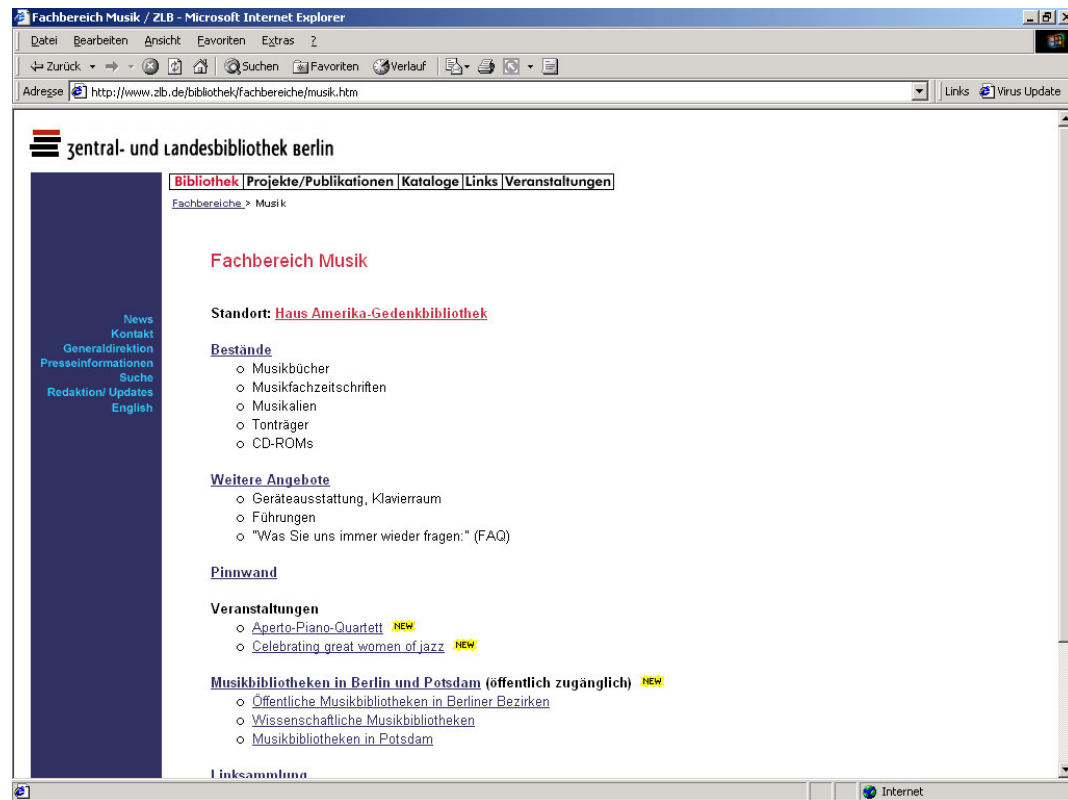 Fachbereich Musik / ZLB - Microsoft Internet Explorer
Datei Bearbeiten Ansicht Favoriten Extras ?
Zurück Suchen Favoriten Verlauf
Adresse http://www.zlb.de/bibliothek/fachbereiche/musik.htm Links Virus Update
Zentral- und Landesbibliothek Berlin
Bibliothek Projekte/Publikationen Kataloge Links Veranstaltungen
Fachbereiche > Musik
Fachbereich Musik
News
Kontakt
Generaldirektion
Presseinformationen
Suche
Redaktion/ Updates
English
Standort: Haus Amerika-Gedenkbibliothek
Bestände
Musikbücher
Musikfachzeitschriften
Musikalien
Tonträger
CD-ROMs
Weitere Angebote
Geräteausstattung, Klavierraum
Führungen
"Was Sie uns immer wieder fragen:" (FAQ)
Pinnwand
Veranstaltungen
Aperto-Piano-Quartett NEW
Celebrating great women of jazz NEW
Musikbibliotheken in Berlin und Potsdam (öffentlich zugänglich) NEW
Öffentliche Musikbibliotheken in Berliner Bezirken
Wissenschaftliche Musikbibliotheken
Musikbibliotheken in Potsdam
Linksammlung
Internet